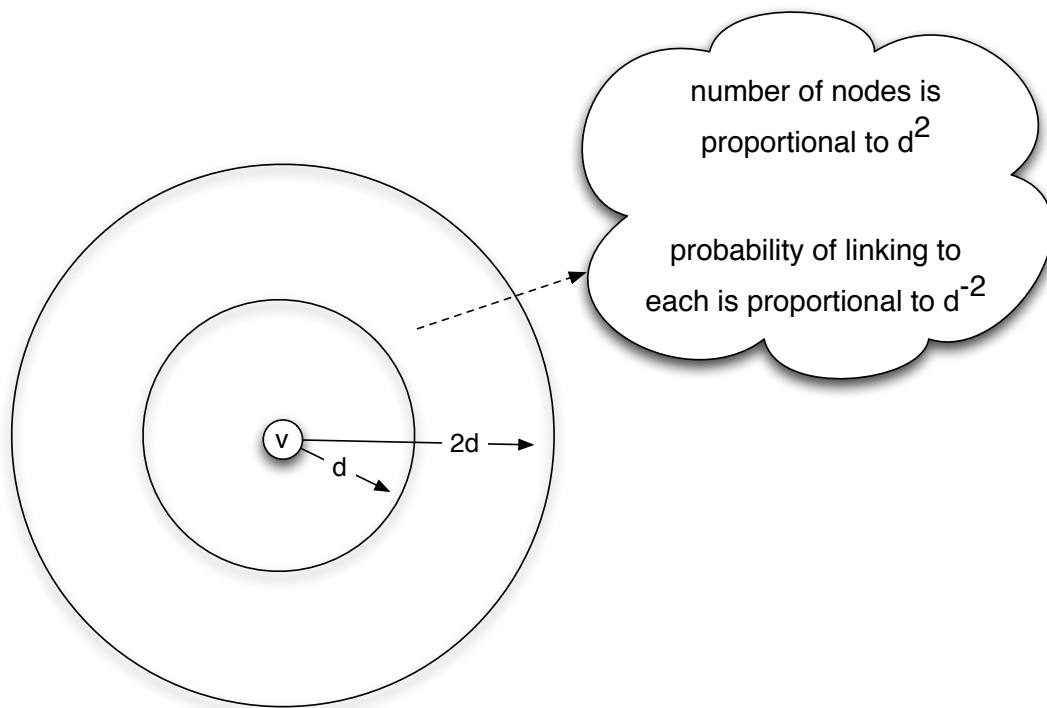 number of nodes is
proportional to d²
probability of linking to
each is proportional to d⁻²
v
2d
d